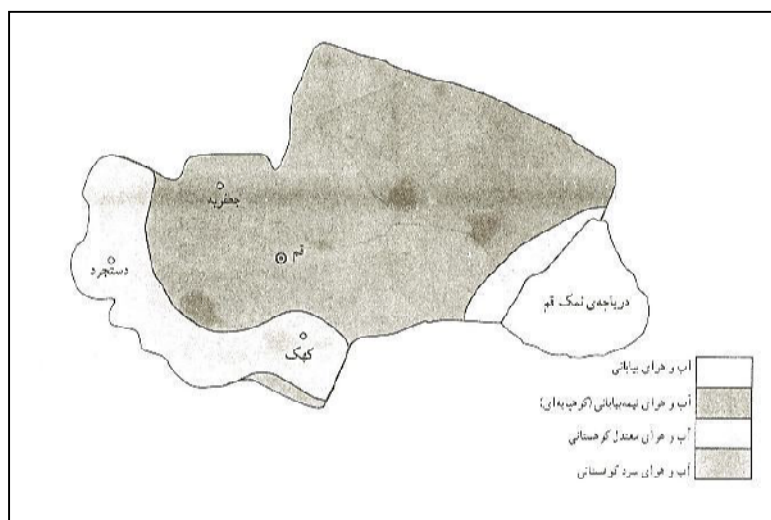 جعفریه
قم
دستجرد
دریاچه‌ی نمک قم
کهک
آب و هوای بیابانی
آب و هوای نیمه‌بیابانی (کوهپایه‌ای)
آب و هوای معتدل کوهستانی
آب و هوای سرد کوهستانی